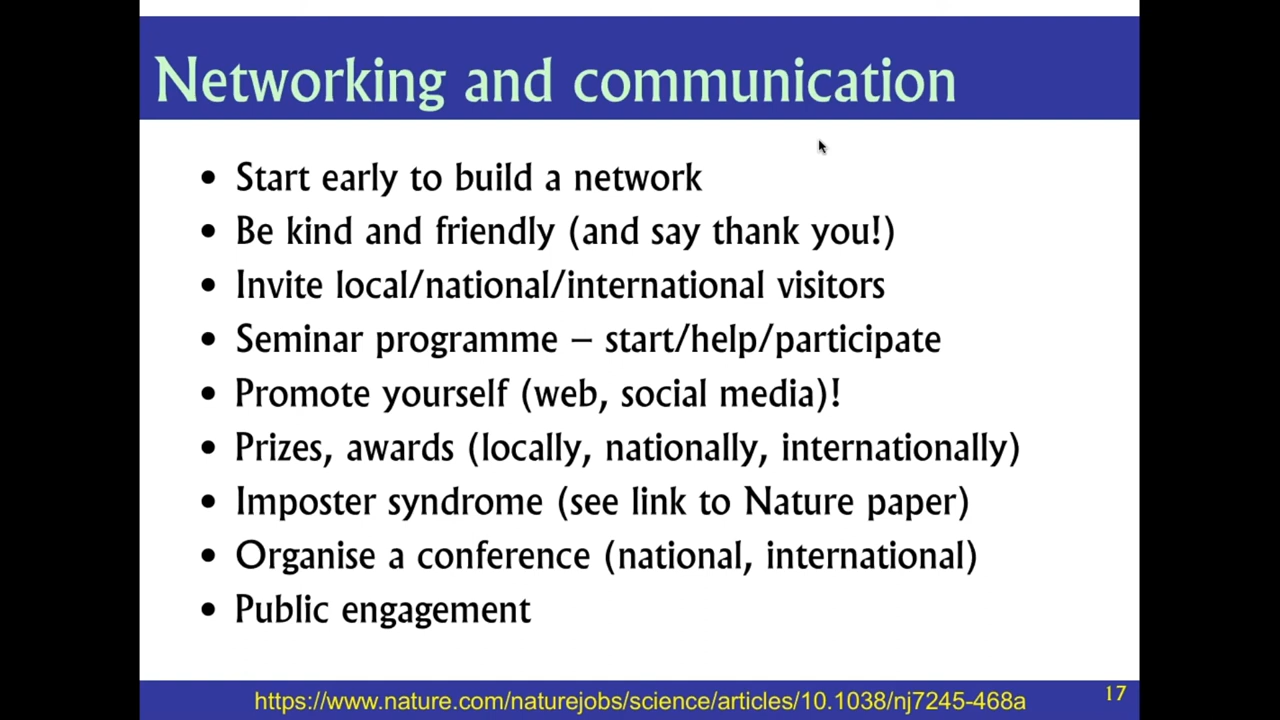 Networking and communication
• Start early to build a network
• Be kind and friendly (and say thank you!)
• Invite local/national/international visitors
• Seminar programme – start/help/participate
• Promote yourself (web, social media)!
• Prizes, awards (locally, nationally, internationally)
• Imposter syndrome (see link to Nature paper)
• Organise a conference (national, international)
• Public engagement
https://www.nature.com/naturejobs/science/articles/10.1038/nj7245-468a
17